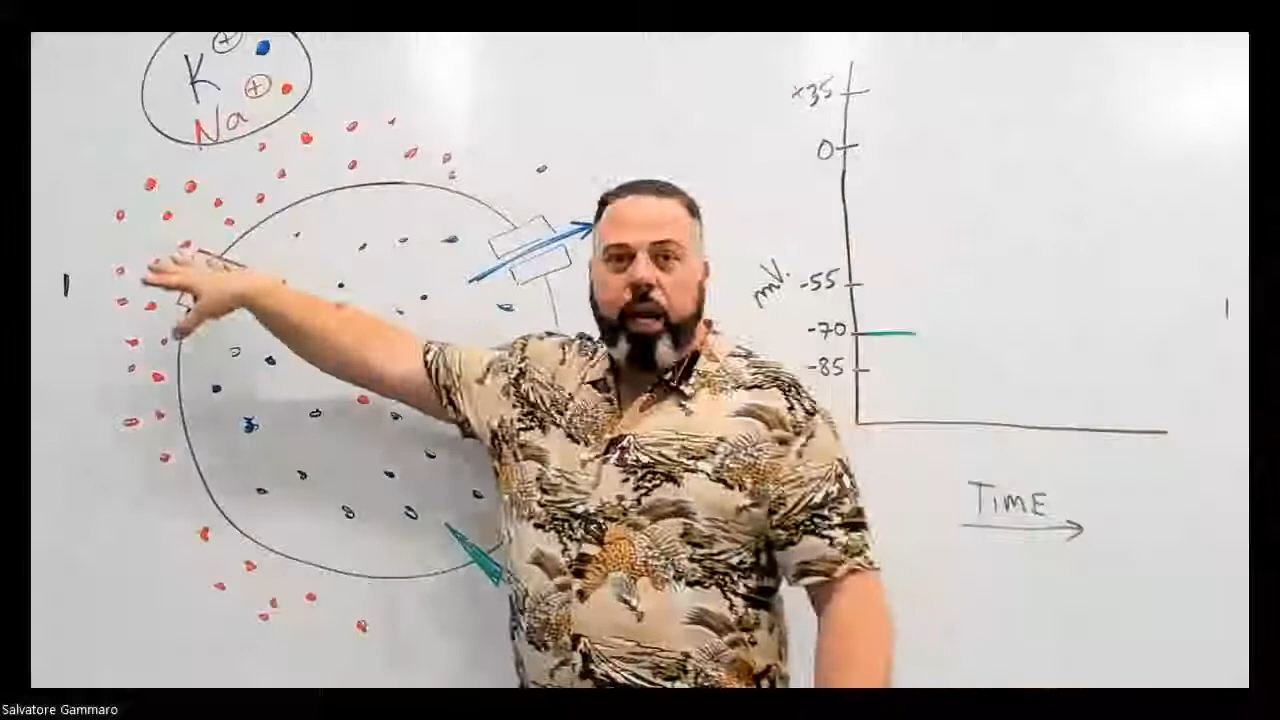 K +
Na +
+35
0
mV.
-55
-70
-85
TIME
Salvatore Gammaro